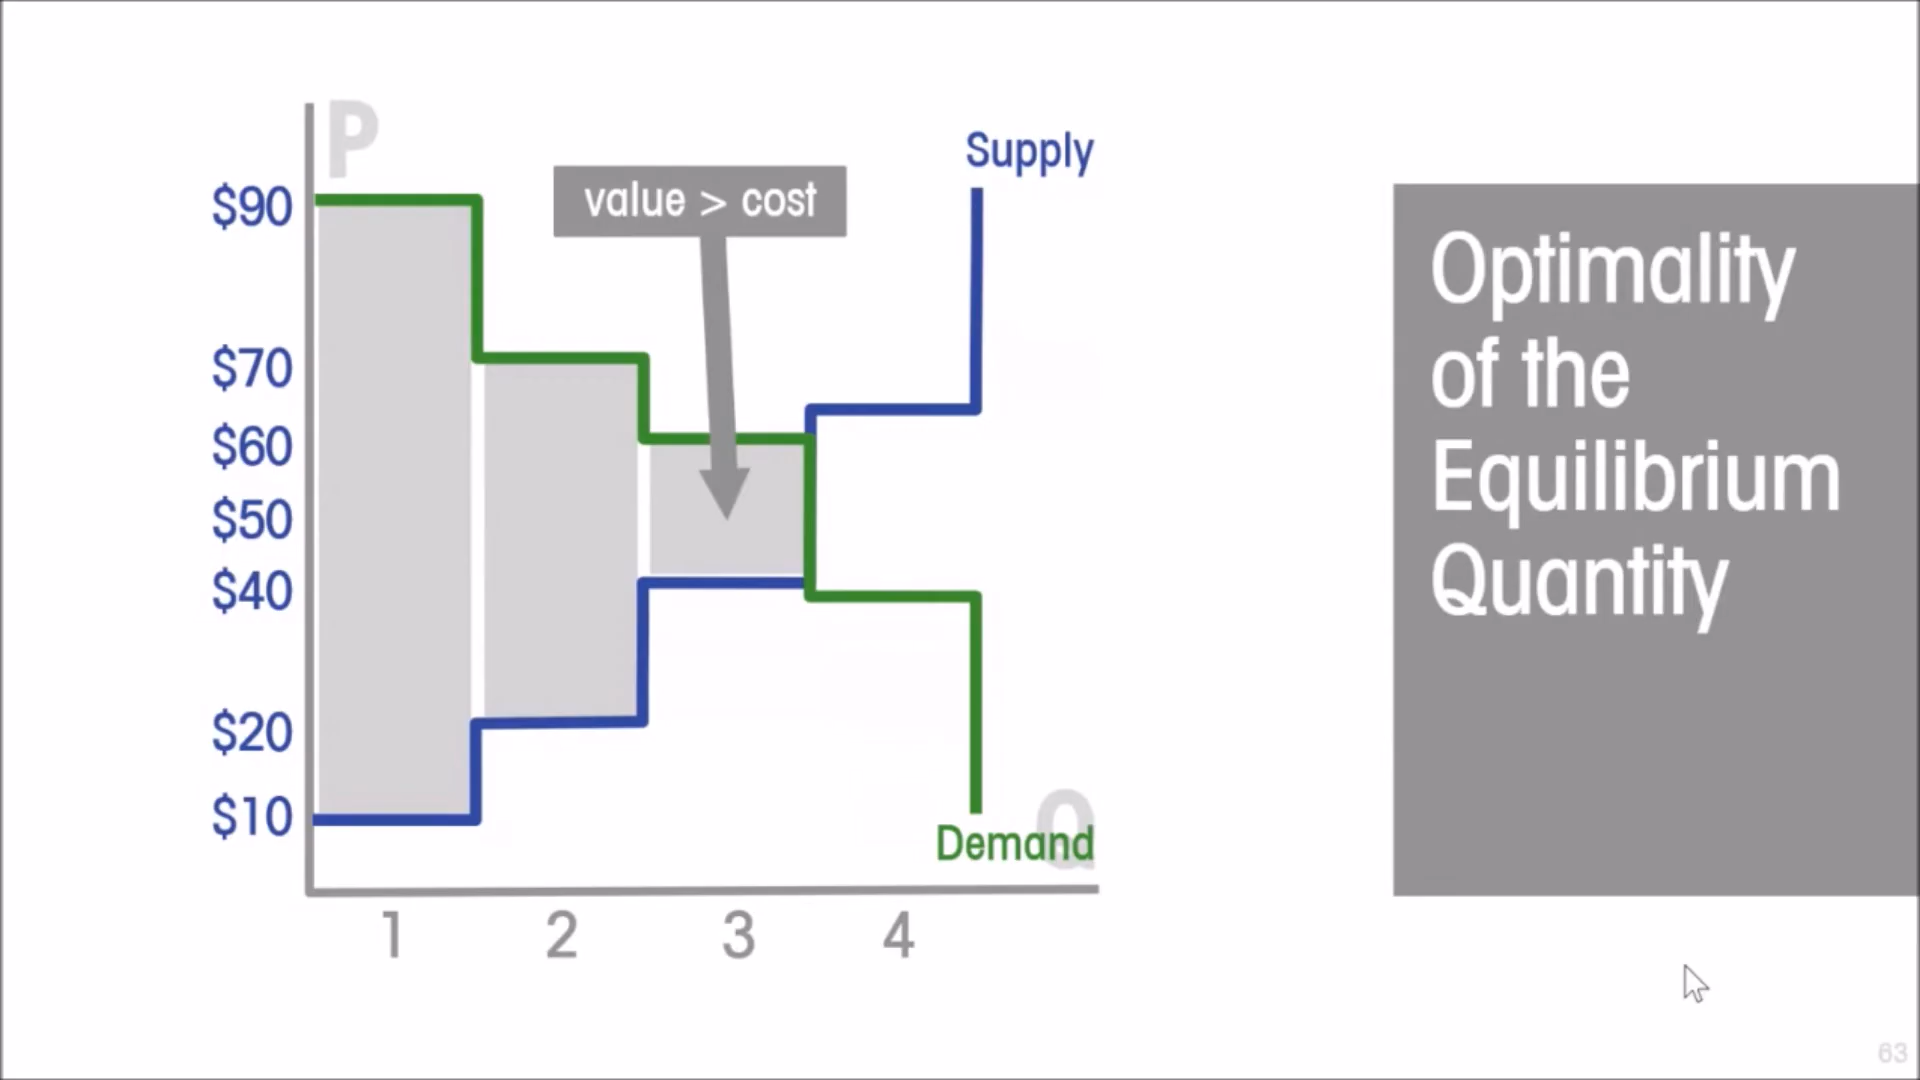 P
Supply
value > cost
$90
$70
$60
$50
$40
$20
$10
Q
Demand
1 2 3 4
Optimality
of the
Equilibrium
Quantity
63